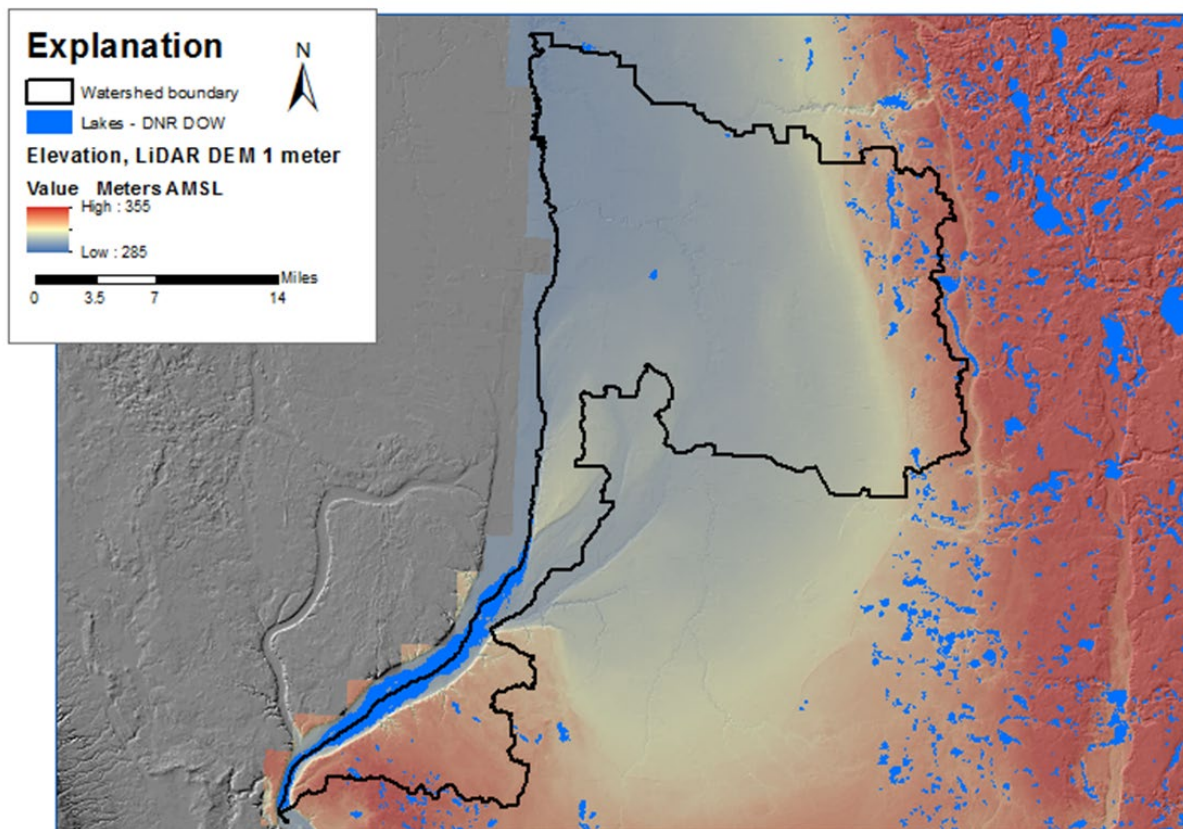 Explanation
N
Watershed boundary
Lakes - DNR DOW
Elevation, LiDAR DEM 1 meter
Value Meters AMSL
High : 355
Low : 285
Miles
0 3.5 7 14